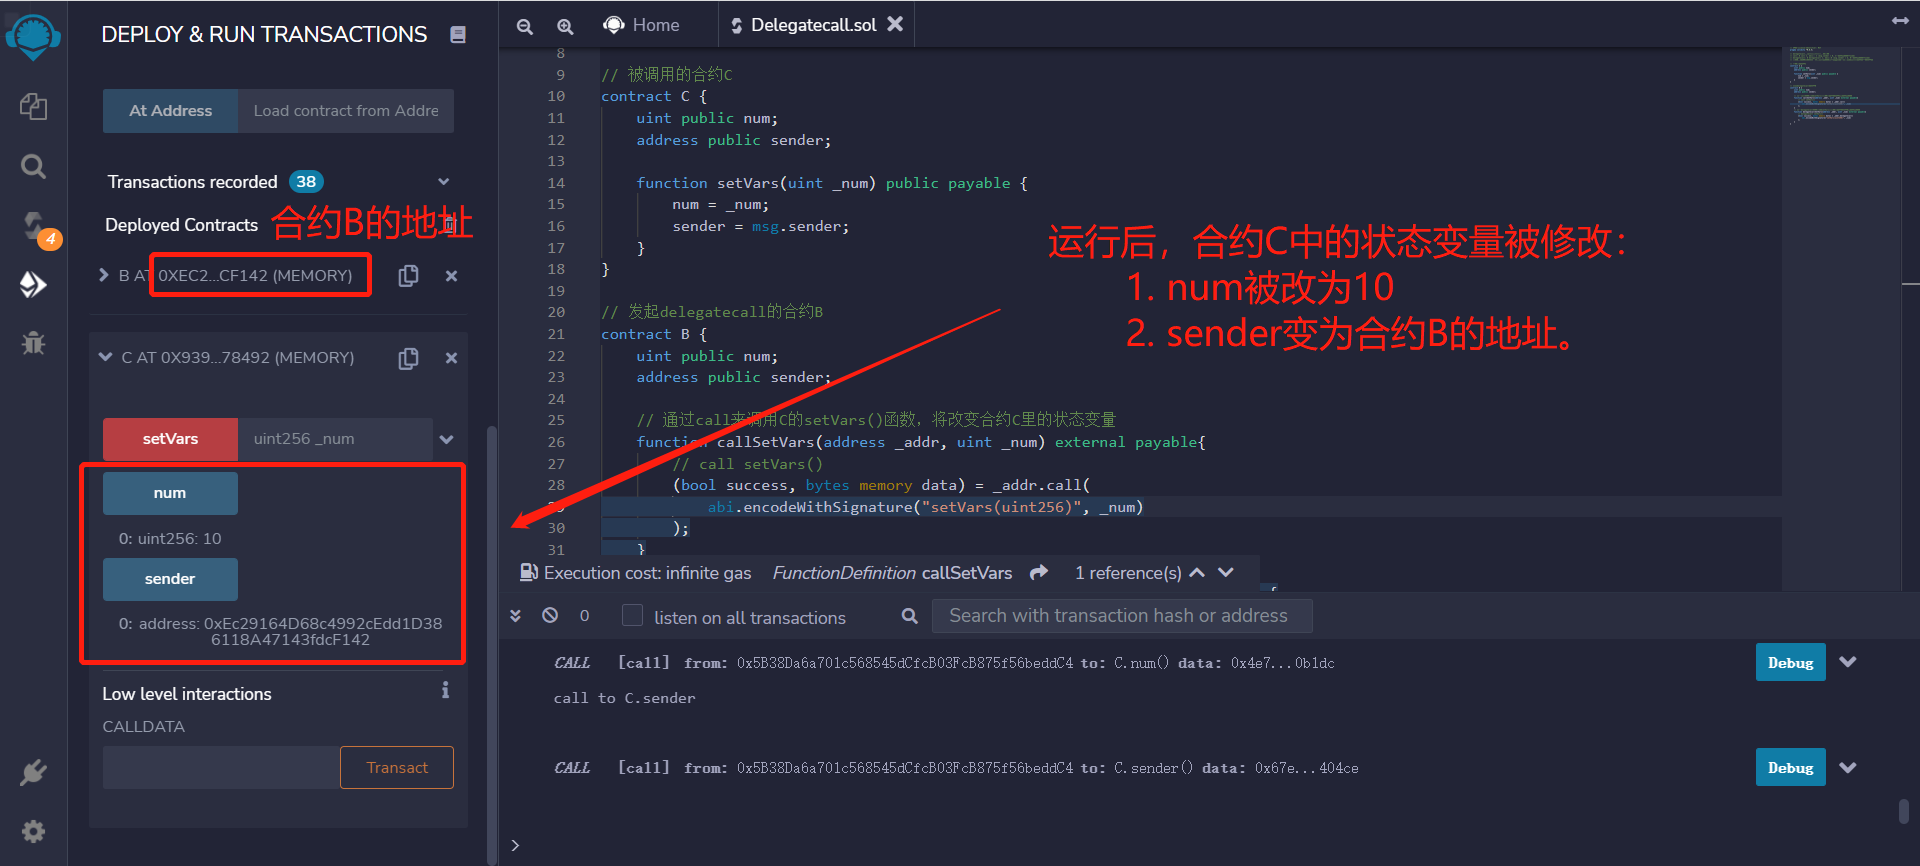 DEPLOY & RUN TRANSACTIONS
At Address
Load contract from Addre
Transactions recorded 38
Deployed Contracts
合约B的地址
4
B AT 0XEC2...CF142 (MEMORY)
C AT 0X939...78492 (MEMORY)
setVars
uint256 _num
num
0: uint256: 10
sender
0: address: 0xEc29164D68c4992cEdd1D38
6118A47143fdcF142
Low level interactions
CALLDATA
Transact
Home
Delegatecall.sol
8
9 // 被调用的合约C
10 contract C {
11 uint public num;
12 address public sender;
13
14 function setVars(uint _num) public payable {
15 num = _num;
16 sender = msg.sender;
17 }
18 }
19
20 // 发起delegatecall的合约B
21 contract B {
22 uint public num;
23 address public sender;
24
25 // 通过call来调用C的setVars()函数，将改变合约C里的状态变量
26 function callSetVars(address _addr, uint _num) external payable{
27 // call setVars()
28 (bool success, bytes memory data) = _addr.call(
abi.encodeWithSignature("setVars(uint256)", _num)
30 );
31 }
运行后，合约C中的状态变量被修改：
1. num被改为10
2. sender变为合约B的地址。
Execution cost: infinite gas FunctionDefinition callSetVars 1 reference(s)
0 listen on all transactions Search with transaction hash or address
CALL [call] from: 0x5B38Da6a701c568545dCfcB03FcB875f56beddC4 to: C.num() data: 0x4e7...0b1dc
Debug
call to C.sender
CALL [call] from: 0x5B38Da6a701c568545dCfcB03FcB875f56beddC4 to: C.sender() data: 0x67e...404ce
Debug
>